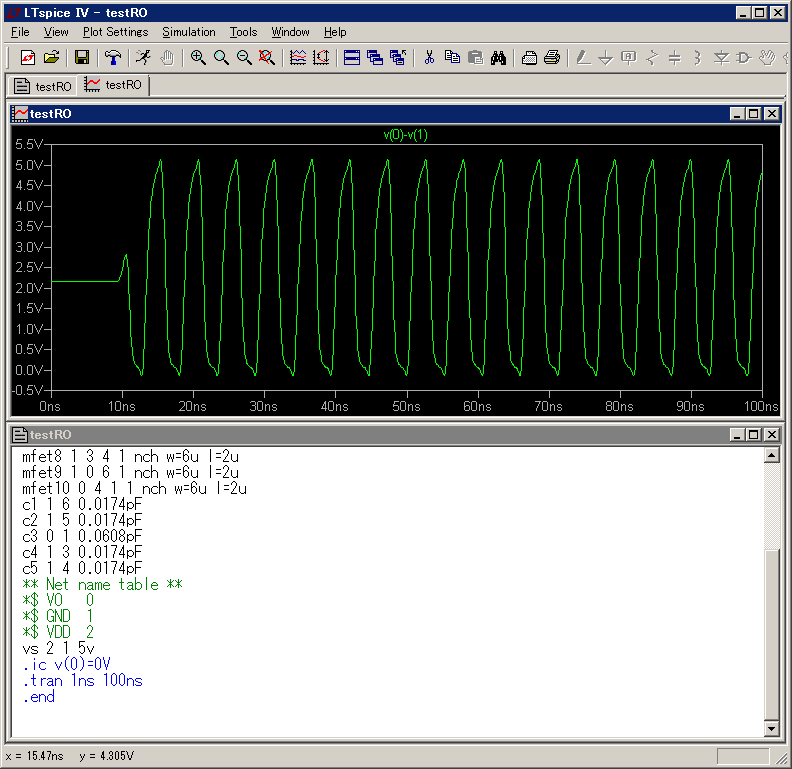 LTspice IV - testRO
File View Plot Settings Simulation Tools Window Help
testRO testRO
testRO
v(0)-v(1)
5.5V
5.0V
4.5V
4.0V
3.5V
3.0V
2.5V
2.0V
1.5V
1.0V
0.5V
0.0V
-0.5V
0ns 10ns 20ns 30ns 40ns 50ns 60ns 70ns 80ns 90ns 100ns
testRO
mfet8 1 3 4 1 nch w=6u l=2u
mfet9 1 0 6 1 nch w=6u l=2u
mfet10 0 4 1 1 nch w=6u l=2u
c1 1 6 0.0174pF
c2 1 5 0.0174pF
c3 0 1 0.0608pF
c4 1 3 0.0174pF
c5 1 4 0.0174pF
** Net name table **
*$ VO 0
*$ GND 1
*$ VDD 2
vs 2 1 5v
.ic v(0)=0V
.tran 1ns 100ns
.end
x = 15.47ns y = 4.305V